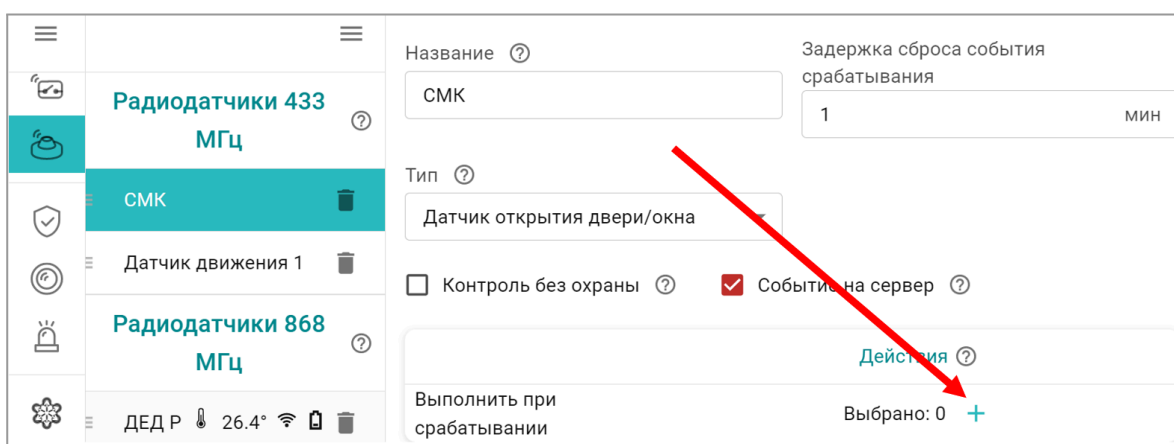 Радиодатчики 433
МГц
СМК
Датчик движения 1
Радиодатчики 868
МГц
ДЕД Р 26.4°
Название
СМК
Задержка сброса события
срабатывания
1 мин
Тип
Датчик открытия двери/окна
Контроль без охраны
Событие на сервер
Действия
Выполнить при
срабатывании
Выбрано: 0